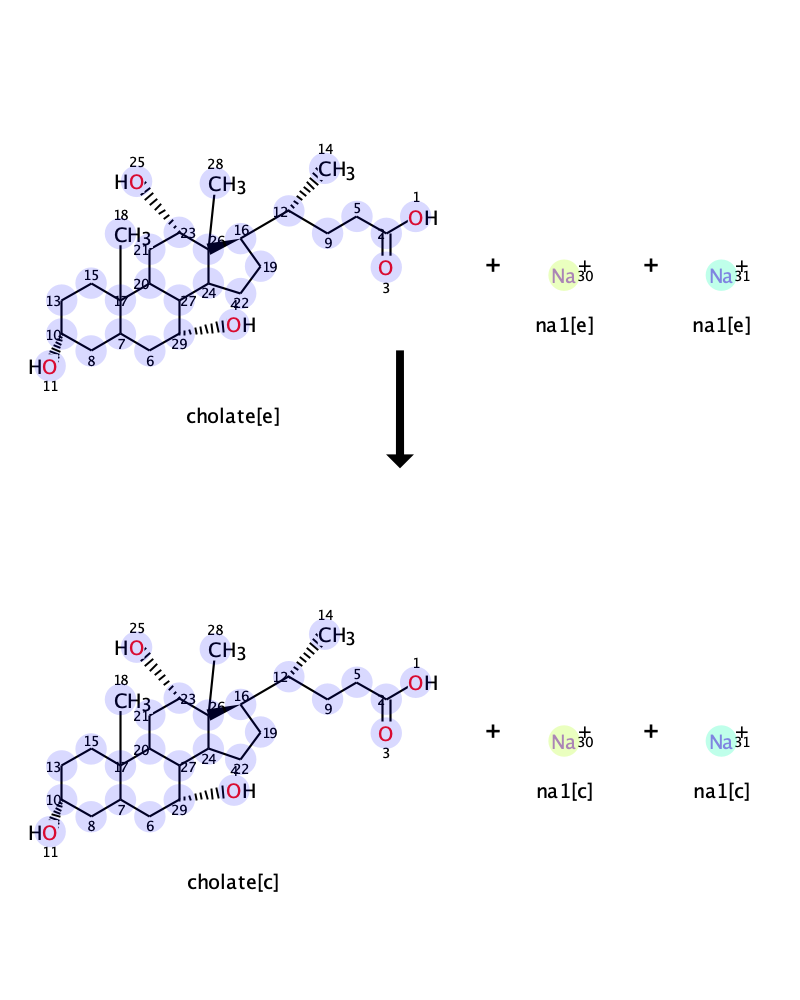 14
CH3
25
HO
28
CH3
18
CH3
12
5
1
OH
2
9
O
3
16
26
23
21
19
15
20
24
22
13
17
27
4
OH
10
7
29
8
6
HO
11
cholate[e]
+
Na+
30
na1[e]
+
Na+
31
na1[e]
14
CH3
25
HO
28
CH3
18
CH3
12
5
1
OH
2
9
O
3
16
26
23
21
19
15
20
24
22
13
17
27
4
OH
10
7
29
8
6
HO
11
cholate[c]
+
Na+
30
na1[c]
+
Na+
31
na1[c]